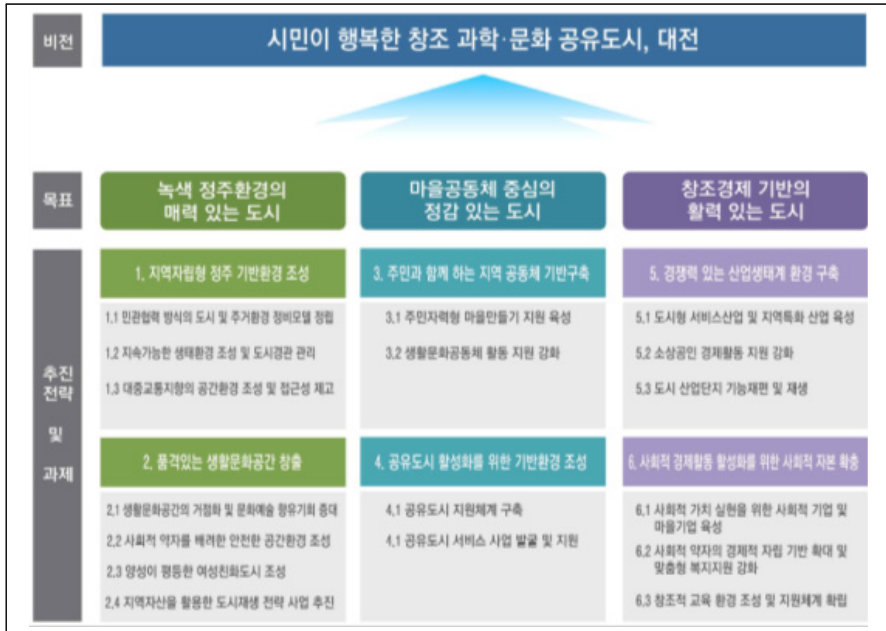 비전
시민이 행복한 창조 과학·문화 공유도시, 대전
목표
녹색 정주환경의
매력 있는 도시
마을공동체 중심의
정감 있는 도시
창조경제 기반의
활력 있는 도시
추진
전략
및
과제
1. 지역자립형 정주 기반환경 조성
1.1 민관협력 방식의 도시 및 주거환경 정비모델 정립
1.2 지속가능한 생태환경 조성 및 도시경관 관리
1.3 대중교통지향의 공간환경 조성 및 접근성 제고
3. 주민과 함께 하는 지역 공동체 기반구축
3.1 주민자력형 마을만들기 지원 육성
3.2 생활문화공동체 활동 지원 강화
5. 경쟁력 있는 산업생태계 환경 구축
5.1 도시형 서비스산업 및 지역특화 산업 육성
5.2 소상공인 경제활동 지원 강화
5.3 도시 산업단지 기능재편 및 재생
2. 품격있는 생활문화공간 창출
2.1 생활문화공간의 거점화 및 문화예술 향유기회 증대
2.2 사회적 약자를 배려한 안전한 공간환경 조성
2.3 양성이 평등한 여성친화도시 조성
2.4 지역자산을 활용한 도시재생 전략 사업 추진
4. 공유도시 활성화를 위한 기반환경 조성
4.1 공유도시 지원체계 구축
4.1 공유도시 서비스 사업 발굴 및 지원
6. 사회적 경제활동 활성화를 위한 사회적 자본 확충
6.1 사회적 가치 실현을 위한 사회적 기업 및
마을기업 육성
6.2 사회적 약자의 경제적 자립 기반 확대 및
맞춤형 복지지원 강화
6.3 창조적 교육 환경 조성 및 지원체계 확립